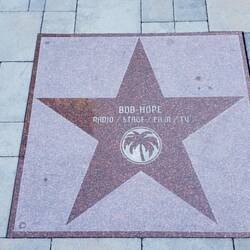 BOB HOPE
RADIO / STAGE / FILM / TV